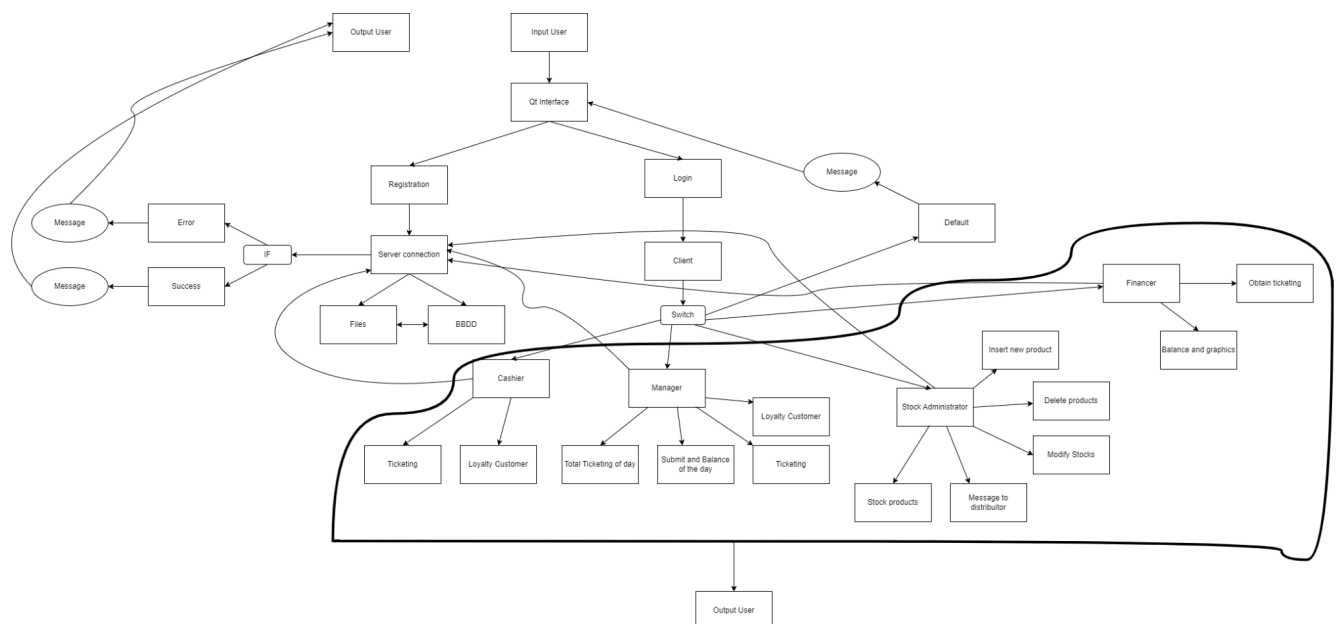 Output User
Input User
Qt Interface
Message
Login
Registration
Message
Error
Default
IF
Server connection
Client
Message
Success
Financer
Obtain ticketing
Switch
Files
BBDD
Insert new product
Balance and graphics
Cashier
Manager
Stock Administrator
Delete products
Loyalty Customer
Modify Stocks
Ticketing
Loyalty Customer
Total Ticketing of day
Submit and Balance
of the day
Ticketing
Stock products
Message to
distribuitor
Output User